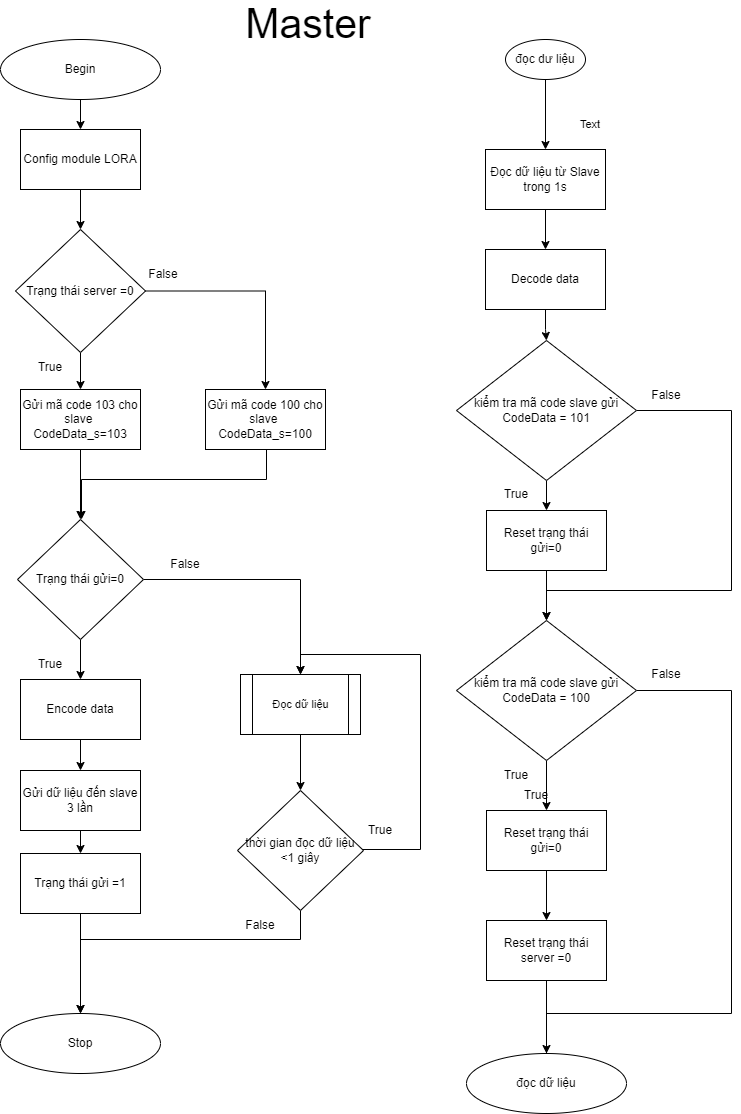 Master
Begin
Config module LORA
Trạng thái server =0
False
True
Gửi mã code 103 cho
slave
CodeData_s=103
Gửi mã code 100 cho
slave
CodeData_s=100
Trạng thái gửi=0
False
True
Encode data
Gửi dữ liệu đến slave
3 lần
Trạng thái gửi =1
Đọc dữ liệu
thời gian đọc dữ liệu
<1 giây
True
False
Stop
đọc dư liệu
Text
Đọc dữ liệu từ Slave
trong 1s
Decode data
kiểm tra mã code slave gửi
CodeData = 101
False
True
Reset trạng thái
gửi=0
kiểm tra mã code slave gửi
CodeData = 100
False
True
True
Reset trạng thái
gửi=0
Reset trạng thái
server =0
đọc dữ liệu